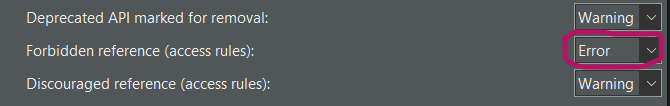 Deprecated API marked for removal: Warning
Forbidden reference (access rules): Error
Discouraged reference (access rules): Warning